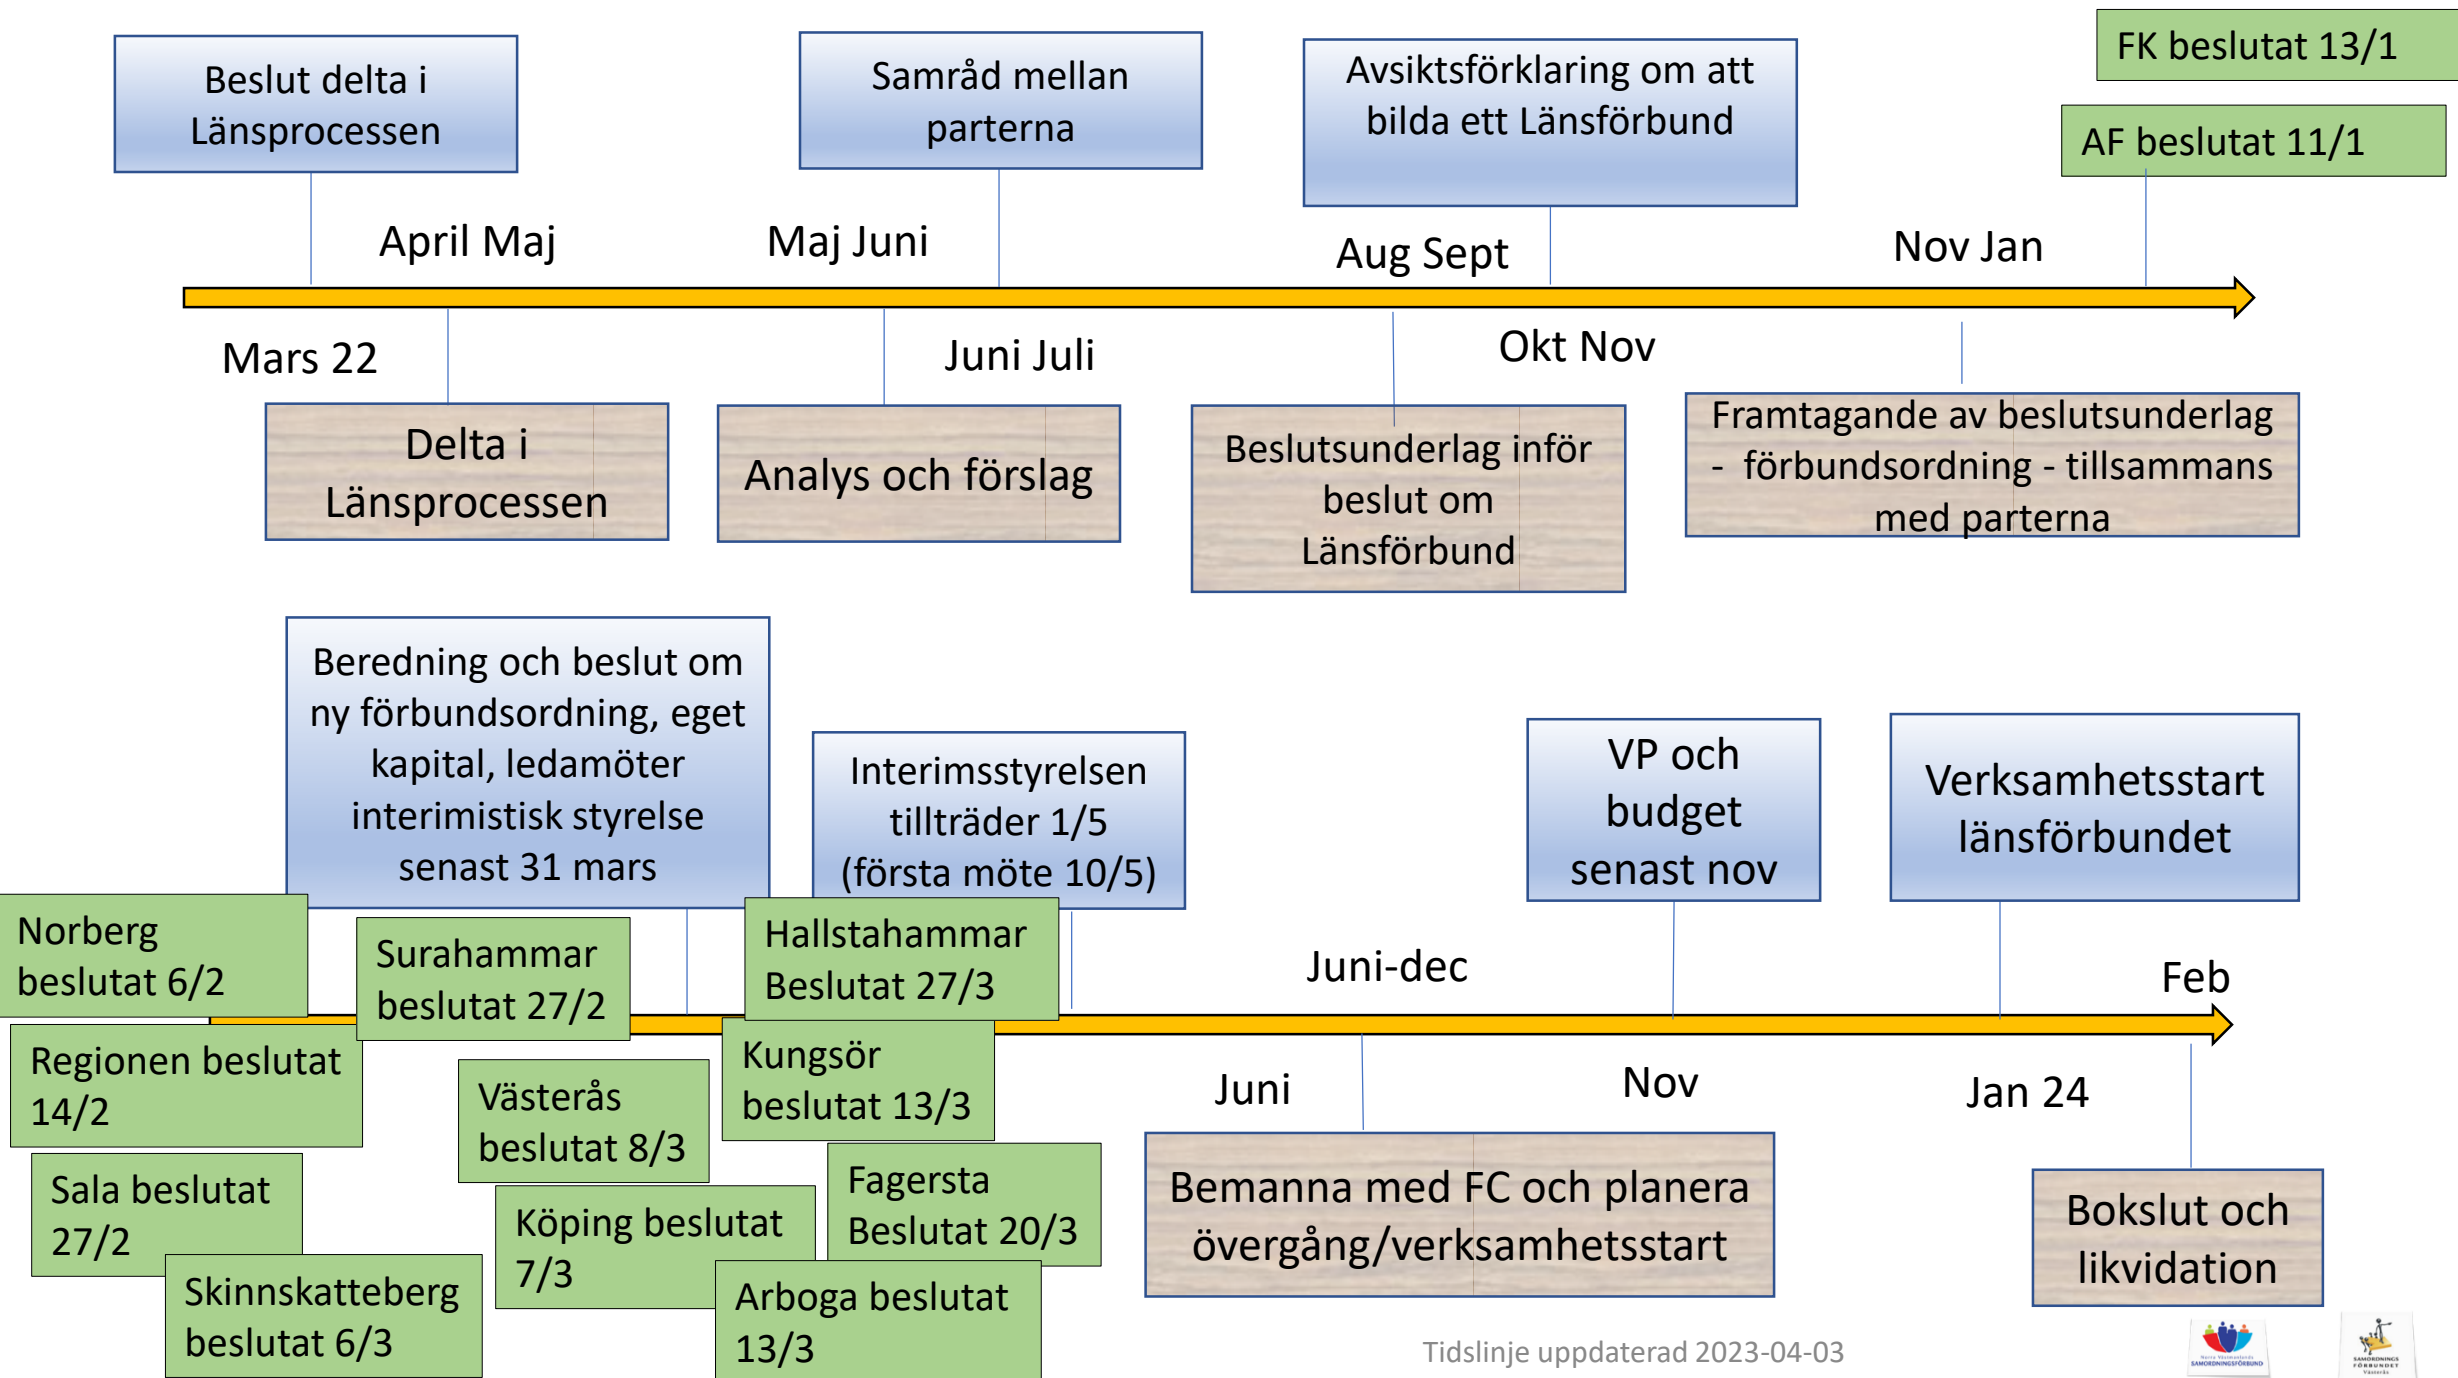 FK beslutat 13/1
Beslut delta i
Länsprocessen
Samråd mellan
parterna
Avsiktsförklaring om att
bilda ett Länsförbund
AF beslutat 11/1
April Maj
Maj Juni
Aug Sept
Nov Jan
Mars 22
Juni Juli
Okt Nov
Delta i
Länsprocessen
Analys och förslag
Beslutsunderlag inför
beslut om
Länsförbund
Framtagande av beslutsunderlag
- förbundsordning - tillsammans
med parterna
Beredning och beslut om
ny förbundsordning, eget
kapital, ledamöter
interimistisk styrelse
senast 31 mars
Interimsstyrelsen
tillträder 1/5
(första möte 10/5)
VP och
budget
senast nov
Verksamhetsstart
länsförbundet
Norberg
beslutat 6/2
Surahammar
beslutat 27/2
Hallstahammar
Beslutat 27/3
Juni-dec
Feb
Regionen beslutat
14/2
Västerås
beslutat 8/3
Kungsör
beslutat 13/3
Juni
Nov
Jan 24
Sala beslutat
27/2
Köping beslutat
7/3
Fagersta
Beslutat 20/3
Bemanna med FC och planera
övergång/verksamhetsstart
Bokslut och
likvidation
Skinnskatteberg
beslutat 6/3
Arboga beslutat
13/3
Tidslinje uppdaterad 2023-04-03
Norra Västmanlands
SAMORDNINGSFÖRBUND
SAMORDNINGS
FÖRBUNDET
Västerås